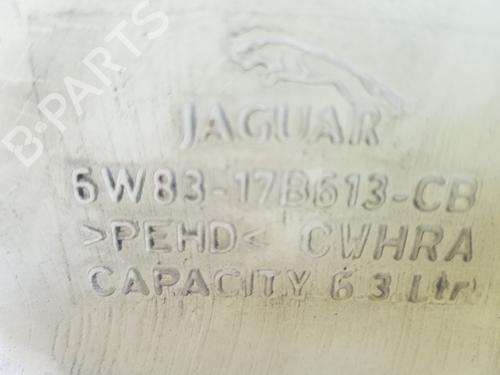 B-PARTS
JAGUAR
6W83-17B613-CB
>PEHD< CWHRA
CAPACITY 6 3 Ltr